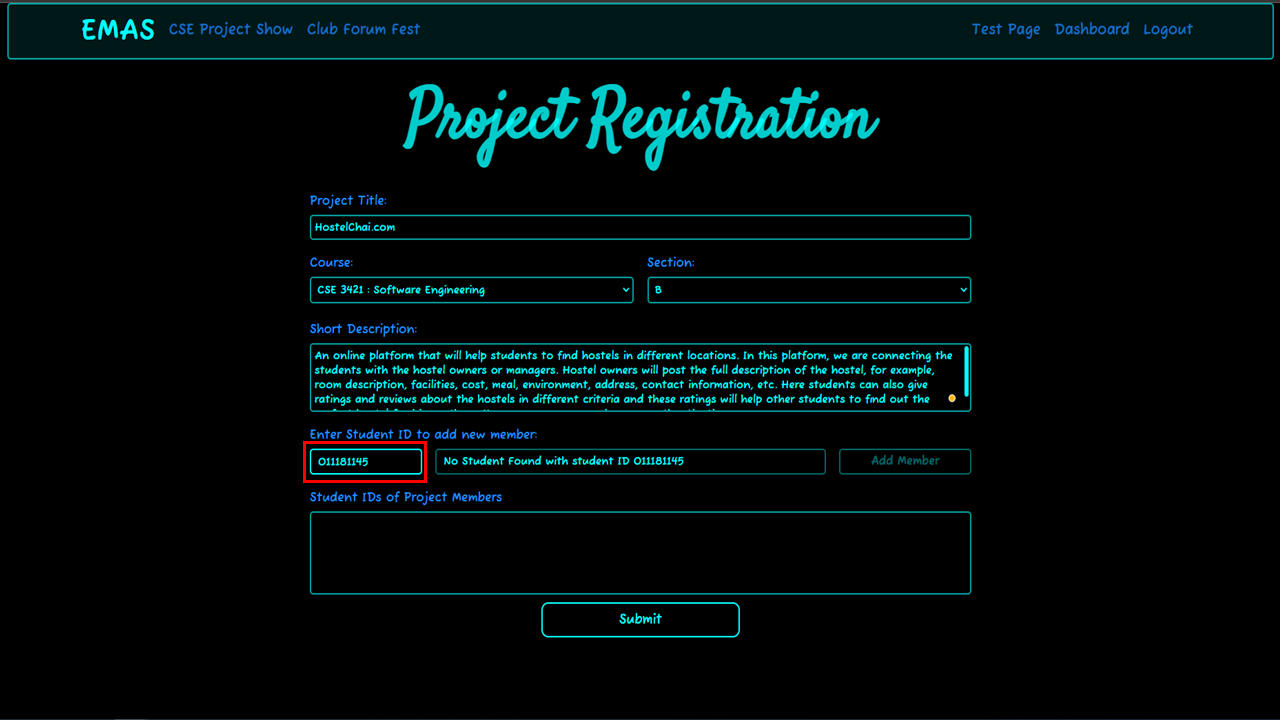 EMAS CSE Project Show Club Forum Fest Test Page Dashboard Logout
Project Registration
Project Title:
HostelChai.com
Course: Section:
CSE 3421 : Software Engineering B
Short Description:
An online platform that will help students to find hostels in different locations. In this platform, we are connecting the
students with the hostel owners or managers. Hostel owners will post the full description of the hostel, for example,
room description, facilities, cost, meal, environment, address, contact information, etc. Here students can also give
ratings and reviews about the hostels in different criteria and these ratings will help other students to find out the
Enter Student ID to add new member:
011181145 No Student Found with student ID 011181145 Add Member
Student IDs of Project Members
Submit